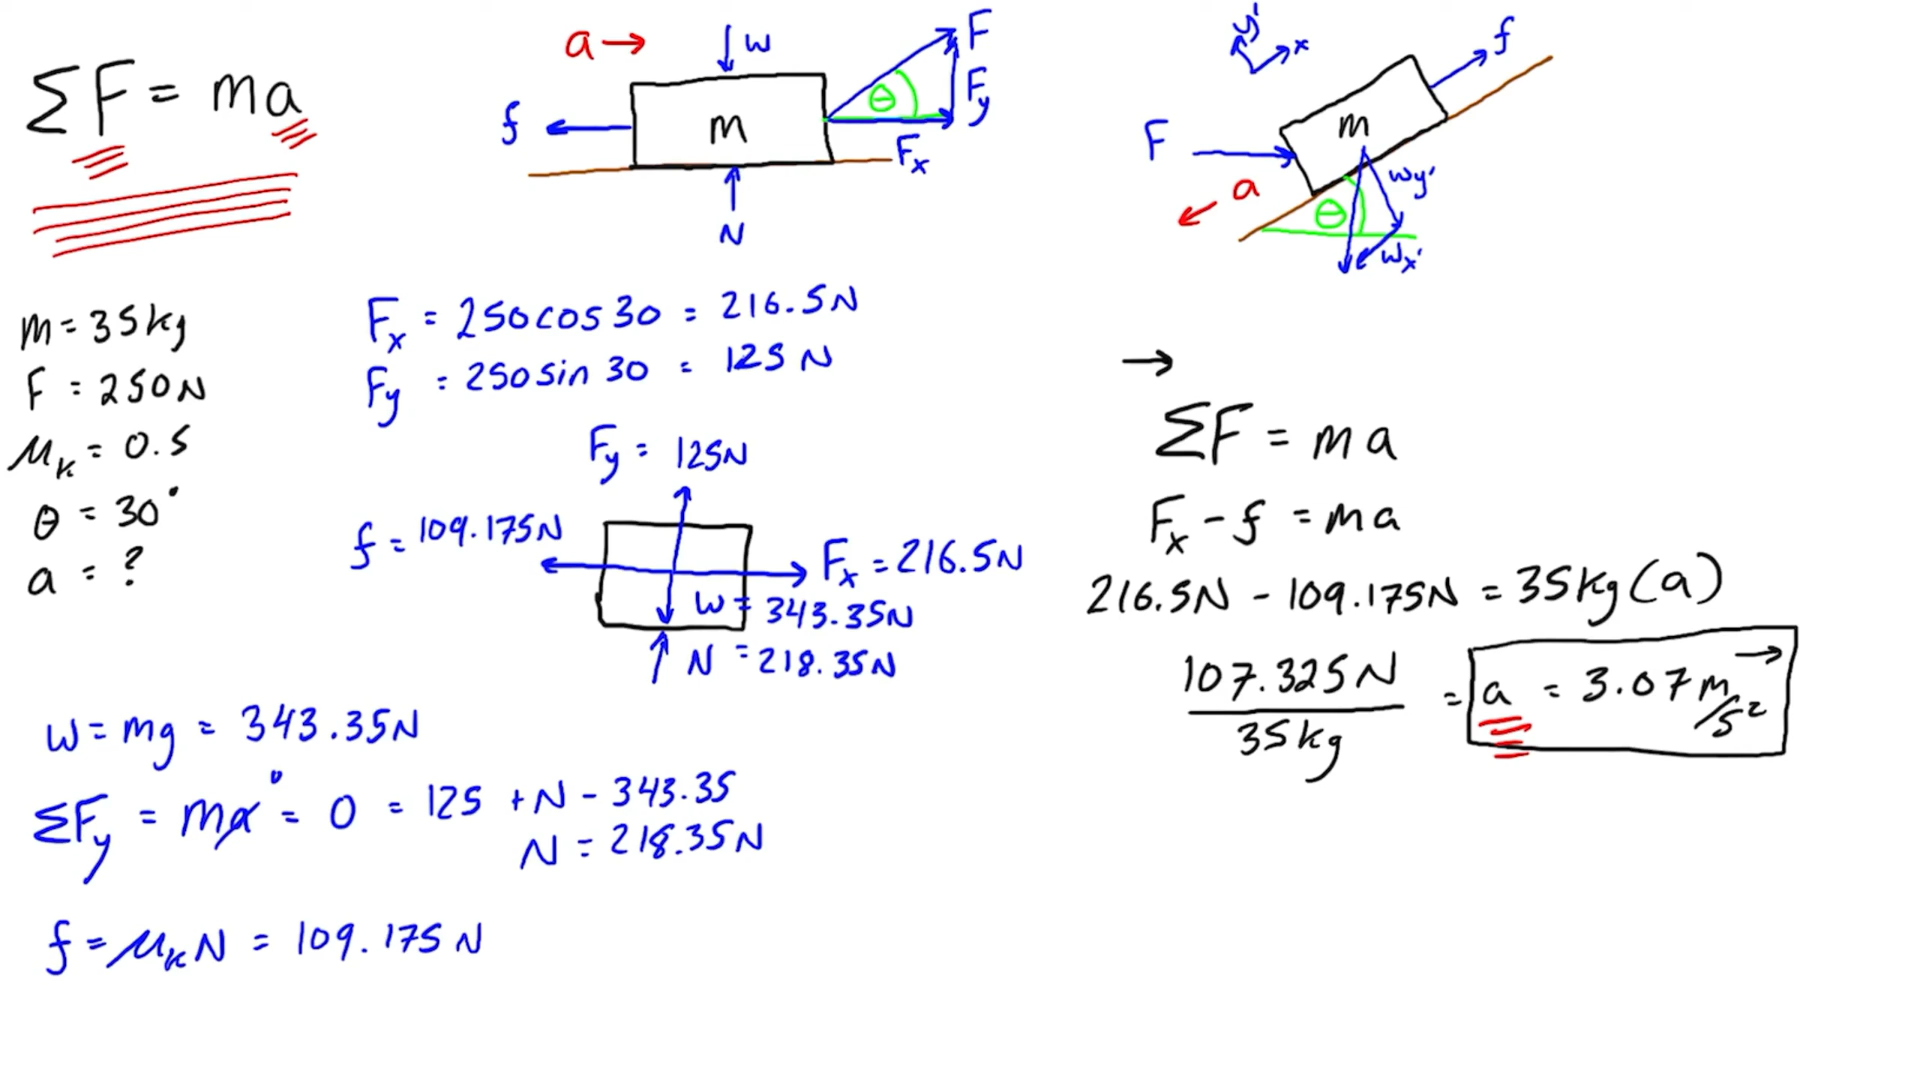 ΣF = ma
a →
w
F
Fy
θ
f
m
Fx
N
y'
x
f
m
F
a
wy'
θ
wx'
m = 35kg
F = 250N
μk = 0.5
θ = 30°
a = ?
Fx = 250cos30 = 216.5N
Fy = 250sin 30 = 125 N
Fy = 125N
f = 109.175N
Fx = 216.5N
w = 343.35N
N = 218.35N
w = mg = 343.35N
ΣFy = ma⁰ = 0 = 125 + N - 343.35
N = 218.35N
f = μkN = 109.175 N
→
ΣF = ma
Fx - f = ma
216.5N - 109.175N = 35kg(a)
107.325N
35kg
= a = 3.07 m/s² →